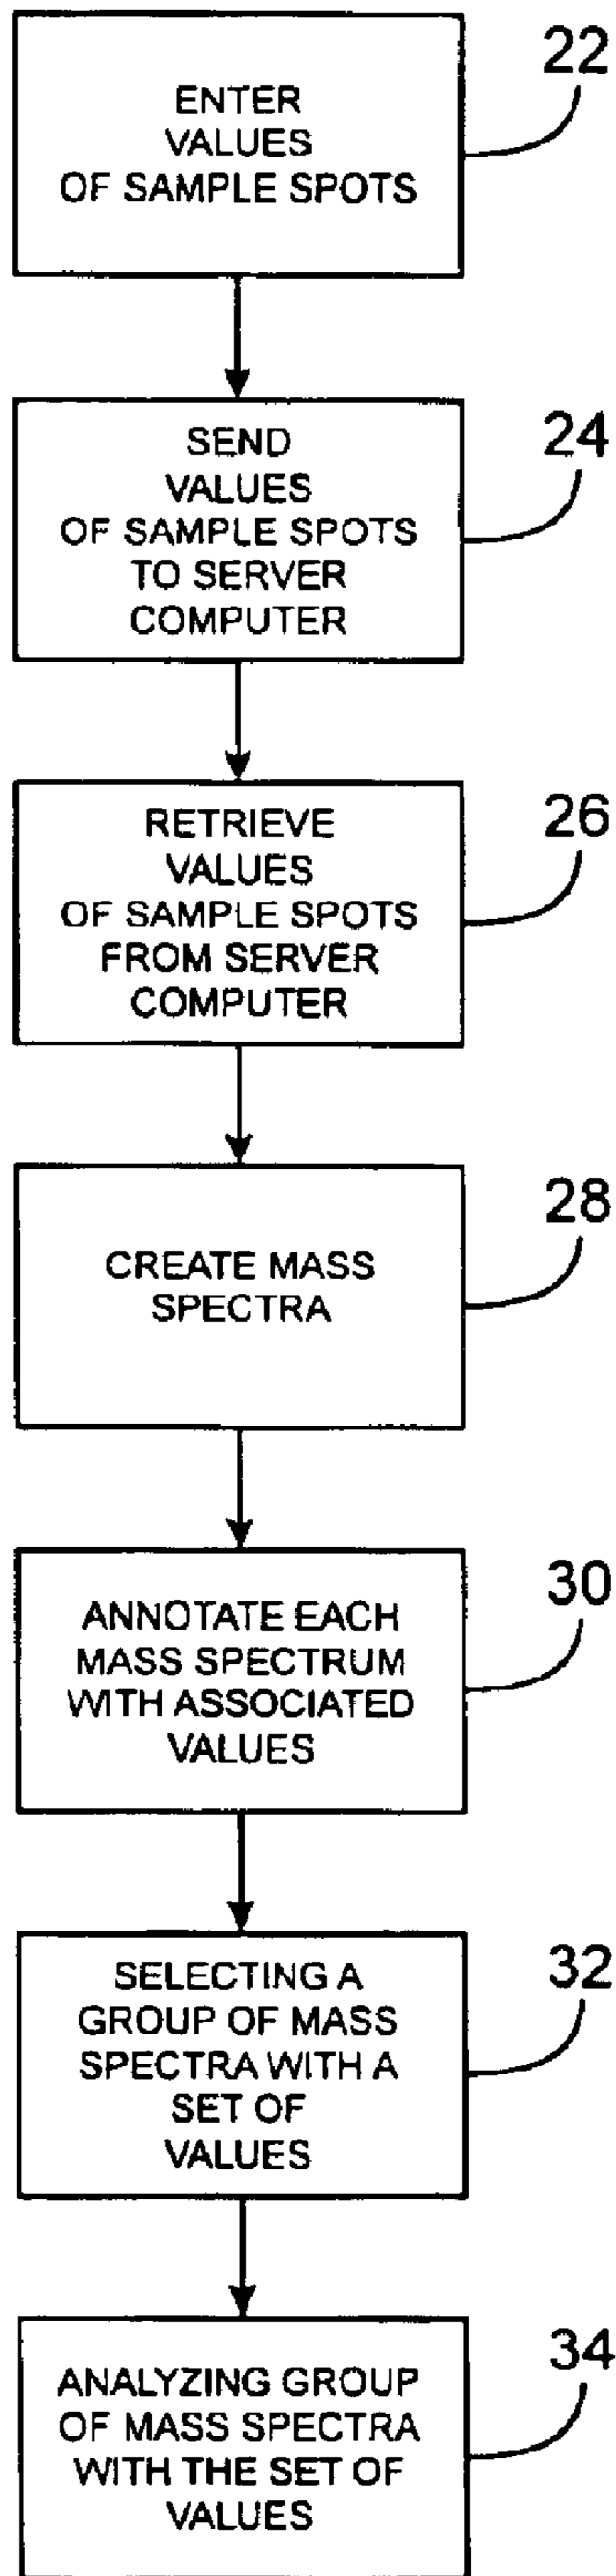 ENTER
VALUES
OF SAMPLE SPOTS
22
SEND
VALUES
OF SAMPLE SPOTS
TO SERVER
COMPUTER
24
RETRIEVE
VALUES
OF SAMPLE SPOTS
FROM SERVER
COMPUTER
26
CREATE MASS
SPECTRA
28
ANNOTATE EACH
MASS SPECTRUM
WITH ASSOCIATED
VALUES
30
SELECTING A
GROUP OF MASS
SPECTRA WITH A
SET OF
VALUES
32
ANALYZING GROUP
OF MASS SPECTRA
WITH THE SET OF
VALUES
34